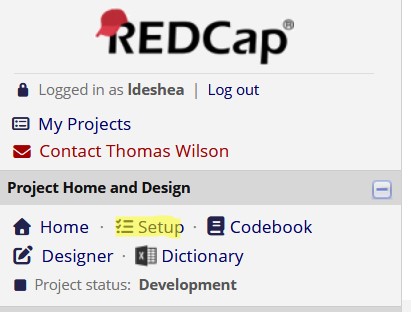 REDCap®
Logged in as ldeshea | Log out
My Projects
Contact Thomas Wilson
Project Home and Design
Home · Setup · Codebook
Designer · Dictionary
Project status: Development